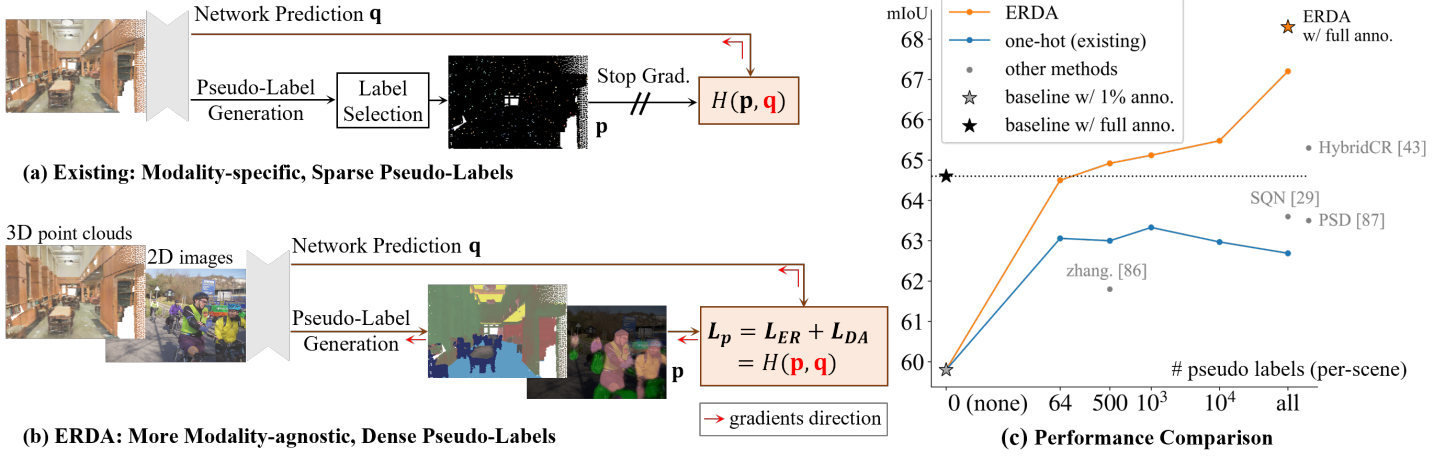 Network Prediction q
Pseudo-Label
Generation
Label
Selection
Stop Grad.
p
H(p, q)
(a) Existing: Modality-specific, Sparse Pseudo-Labels
3D point clouds
2D images
Network Prediction q
Pseudo-Label
Generation
p
L_p = L_ER + L_DA
= H(p, q)
gradients direction
(b) ERDA: More Modality-agnostic, Dense Pseudo-Labels
mIoU
68
67
66
65
64
63
62
61
60
ERDA
one-hot (existing)
other methods
baseline w/ 1% anno.
baseline w/ full anno.
ERDA
w/ full anno.
HybridCR [43]
SQN [29]
PSD [87]
zhang. [86]
# pseudo labels (per-scene)
0 (none) 64 500 10³ 10⁴ all
(c) Performance Comparison